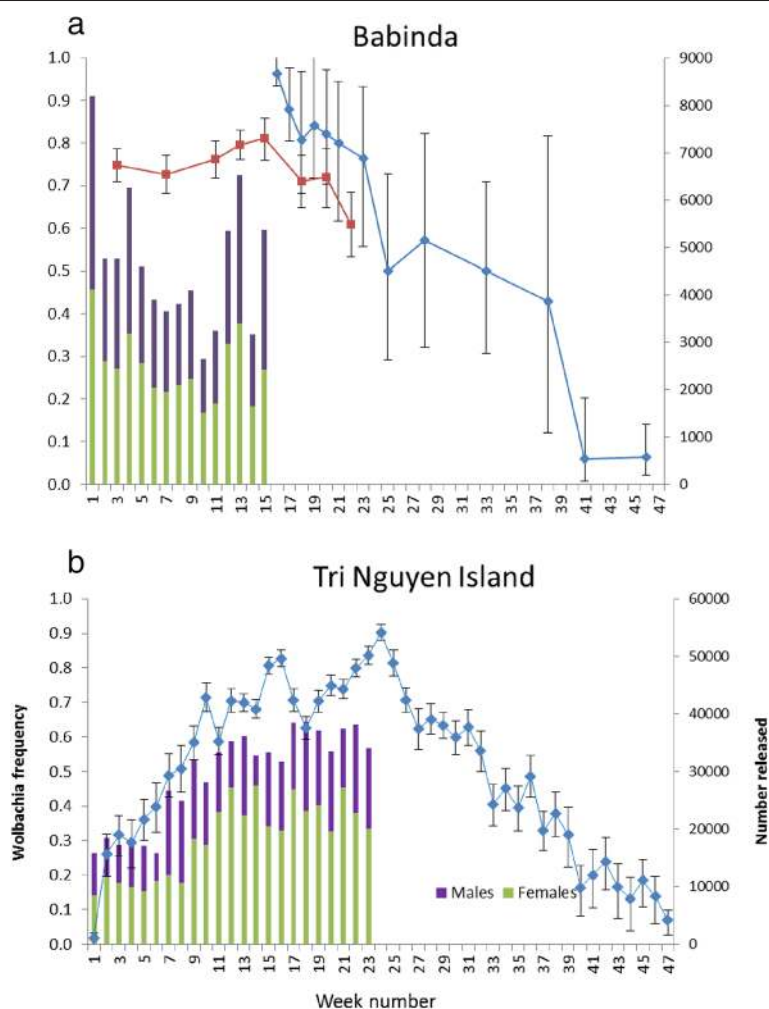 a
Babinda
1.0 9000
0.9 8000
0.8 7000
0.7 6000
0.6 5000
0.5 4000
0.4 3000
0.3 2000
0.2 1000
0.1 0
0.0
1 3 5 7 9 11 13 15 17 19 21 23 25 27 29 31 33 35 37 39 41 43 45 47
b
Tri Nguyen Island
1.0 60000
0.9 50000
0.8 40000
0.7 30000
0.6 20000
0.5 10000
0.4 0
0.3
0.2
0.1
0.0
Wolbachia frequency
Number released
Males Females
1 3 5 7 9 11 13 15 17 19 21 23 25 27 29 31 33 35 37 39 41 43 45 47
Week number